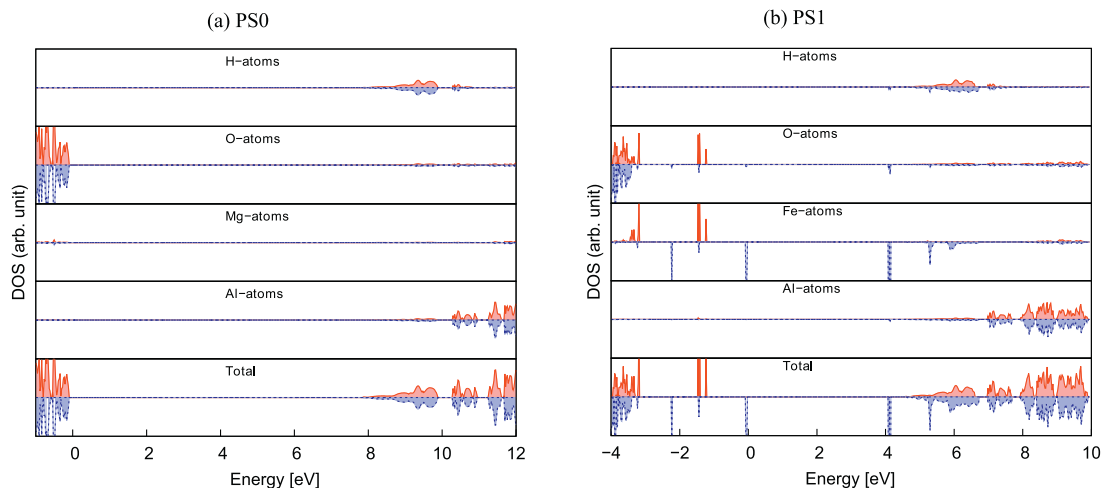 (a) PS0
H-atoms
O-atoms
Mg-atoms
Al-atoms
Total
DOS (arb. unit)
0 2 4 6 8 10 12
Energy [eV]
(b) PS1
H-atoms
O-atoms
Fe-atoms
Al-atoms
Total
DOS (arb. unit)
−4 −2 0 2 4 6 8 10
Energy [eV]